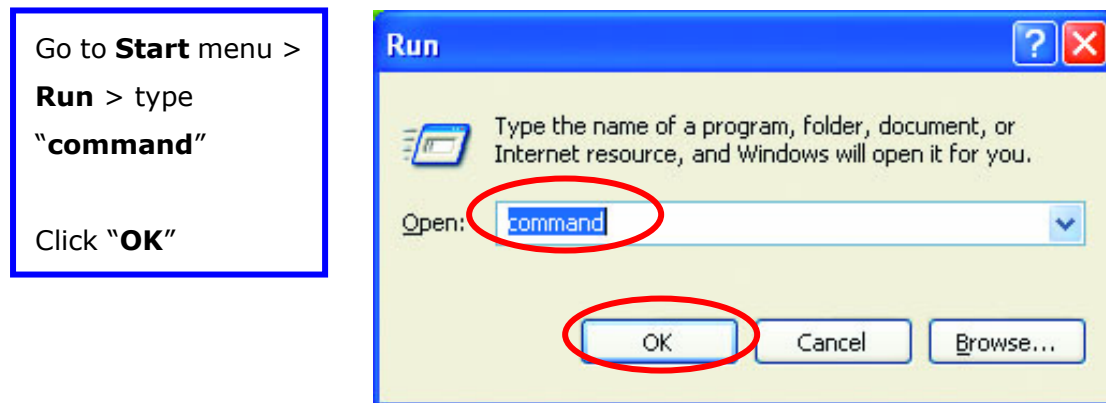 Go to Start menu >
Run > type
“command”
Click “OK”
Run
Type the name of a program, folder, document, or
Internet resource, and Windows will open it for you.
Open: command
OK Cancel Browse...